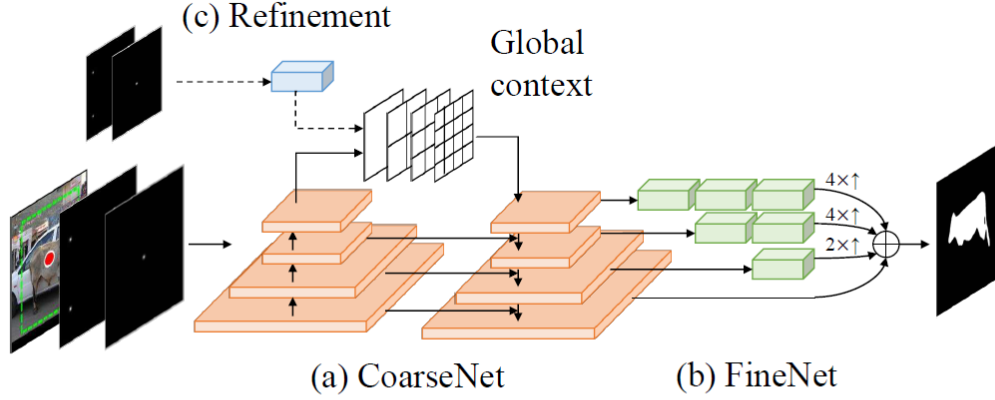 (c) Refinement
Global
context
4×↑
4×↑
2×↑
(a) CoarseNet
(b) FineNet